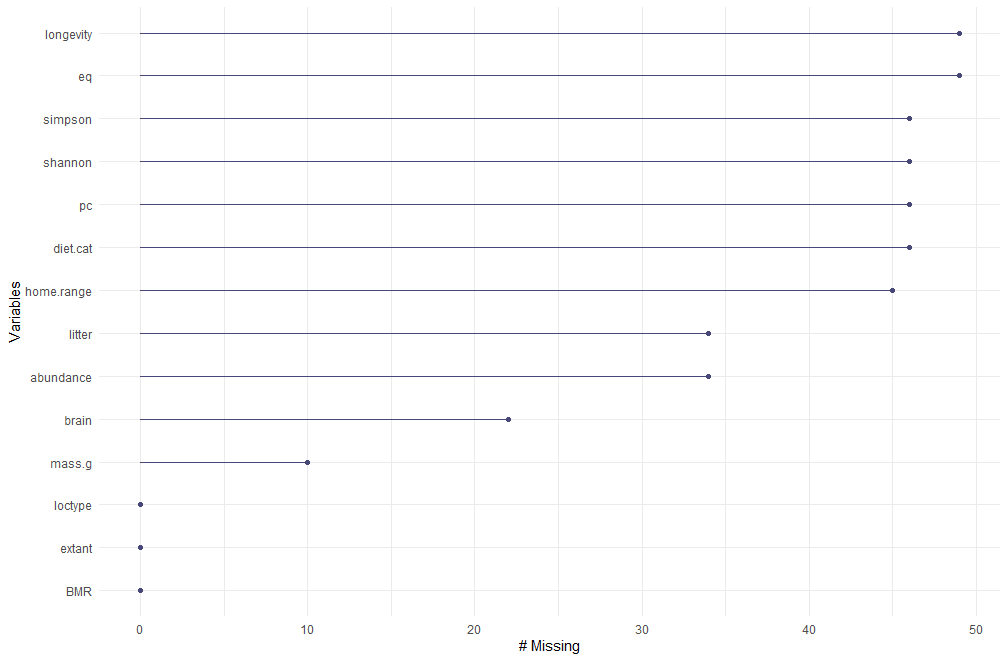 longevity
eq
simpson
shannon
pc
diet.cat
home.range
litter
abundance
brain
mass.g
loctype
extant
BMR
Variables
0 10 20 30 40 50
# Missing